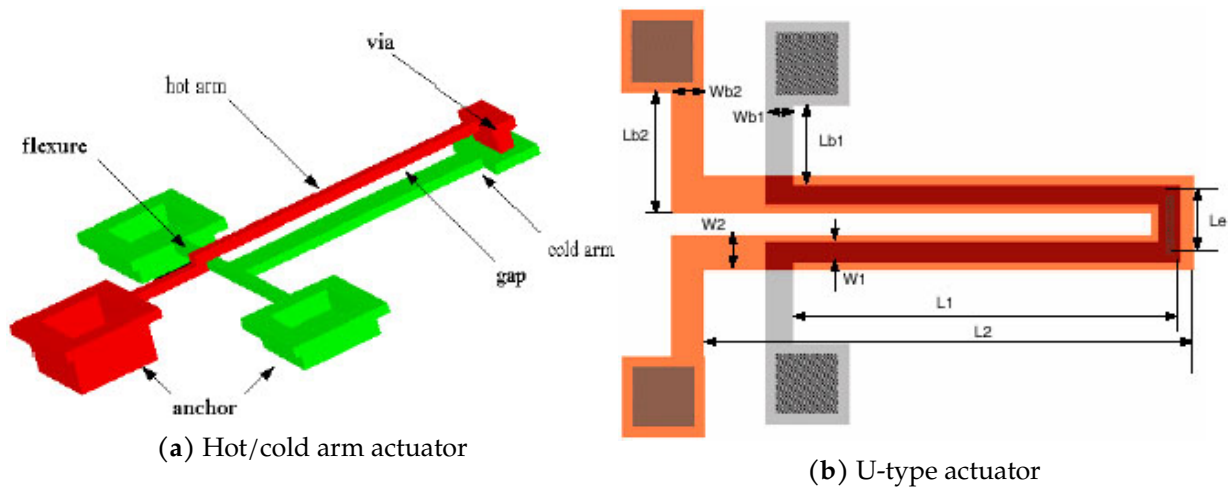 via
hot arm
flexure
cold arm
gap
anchor
(a) Hot/cold arm actuator
Wb2
Wb1
Lb2
Lb1
W2
Le
W1
L1
L2
(b) U-type actuator